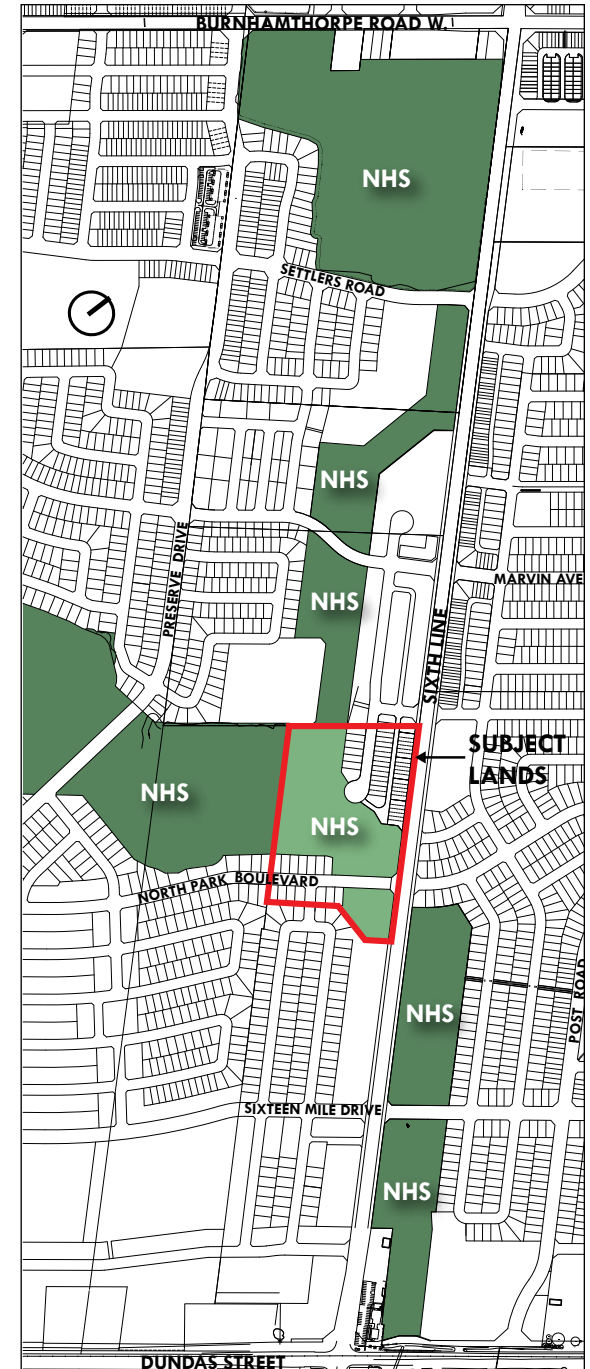 BURNHAMTHORPE ROAD W.
NHS
SETTLERS ROAD
NHS
PRESERVE DRIVE
MARVIN AVE
NHS
SIXTH LINE
SUBJECT
LANDS
NHS
NHS
NORTH PARK BOULEVARD
POST ROAD
NHS
SIXTEEN MILE DRIVE
NHS
DUNDAS STREET